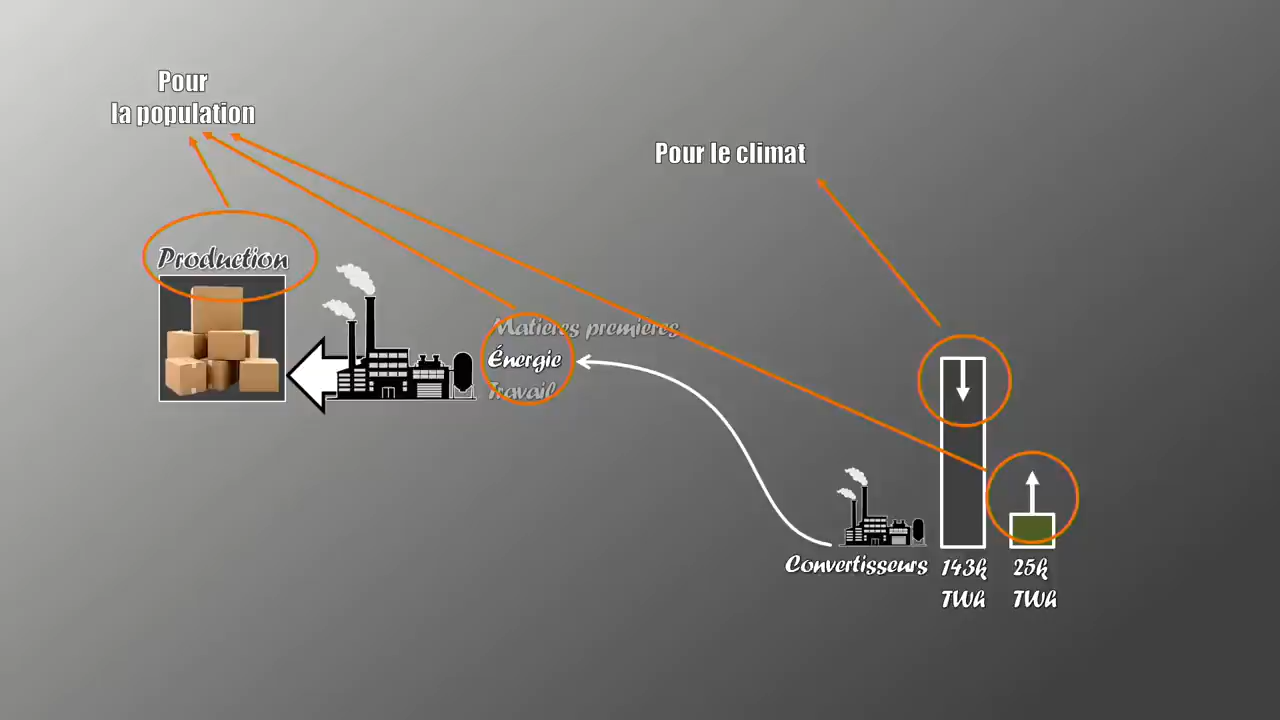 Pour
la population
Pour le climat
Production
Matières premières
Énergie
Travail
Convertisseurs
143k
TWh
25k
TWh